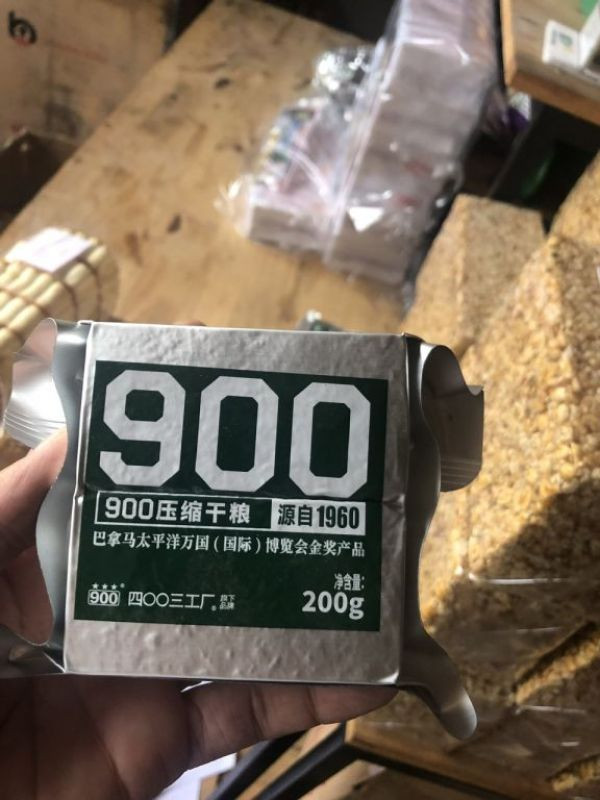 900
900压缩干粮 源自1960
巴拿马太平洋万国（国际）博览会金奖产品
净含量:
200g
900 四〇〇三工厂 旗下
品牌